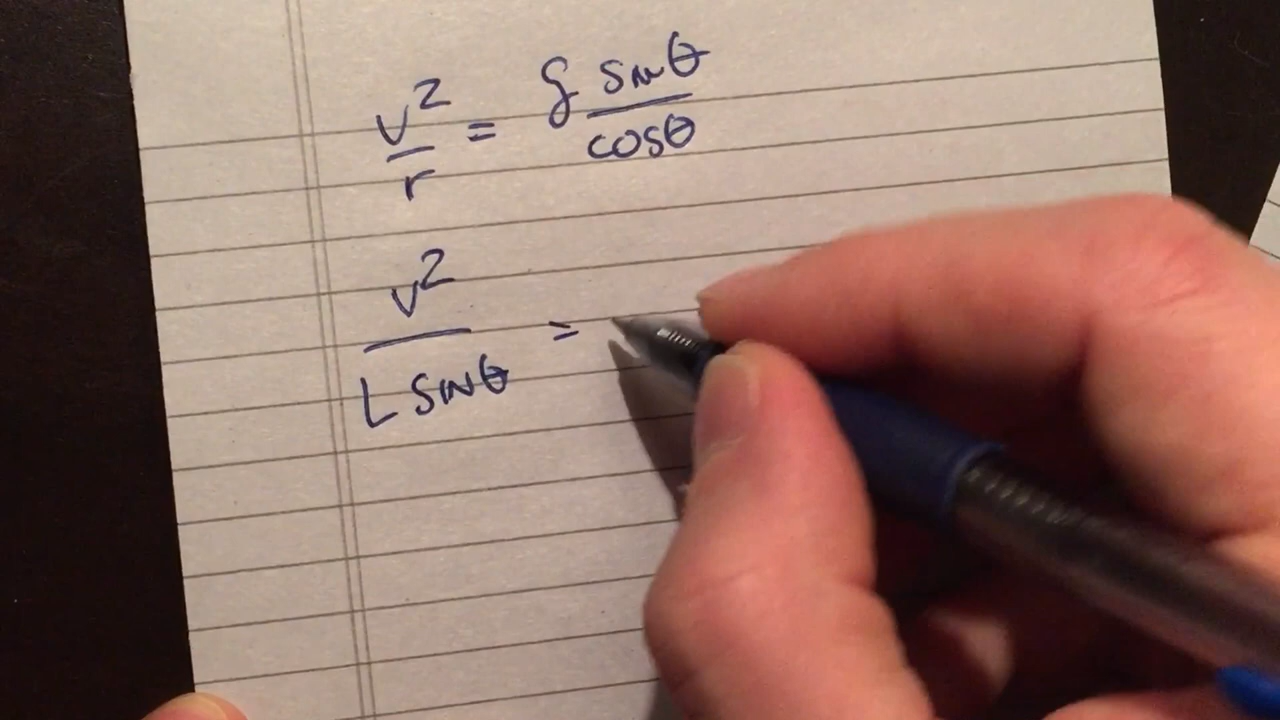 v²/r = g sinθ/cosθ
v²/L sinθ =